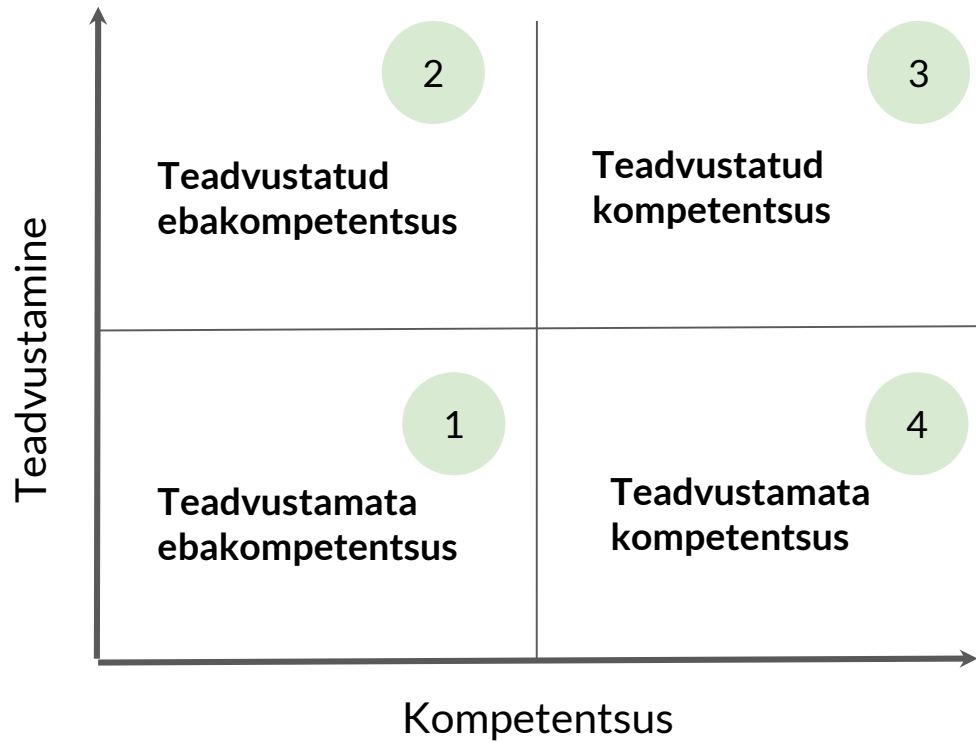 2
3
Teadvustatud
ebakompetentsus
Teadvustatud
kompetentsus
Teadvustamine
1
4
Teadvustamata
ebakompetentsus
Teadvustamata
kompetentsus
Kompetentsus